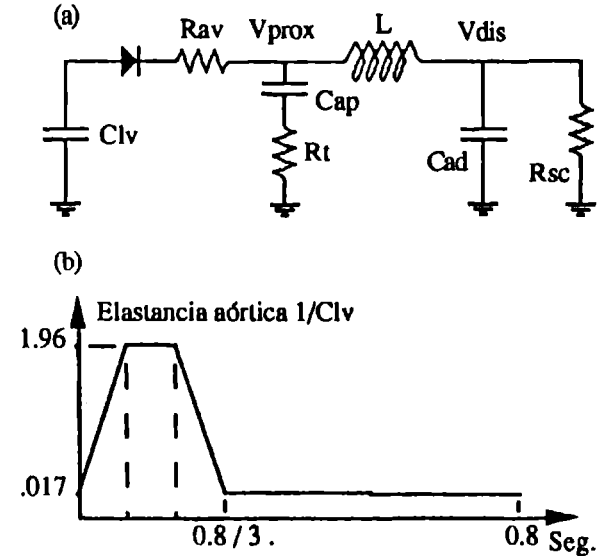 (a)
Rav
Vprox
L
Vdis
Clv
Cap
Rt
Cad
Rsc
(b)
Elastancia aórtica 1/Clv
1.96
.017
0.8/3.
0.8
Seg.